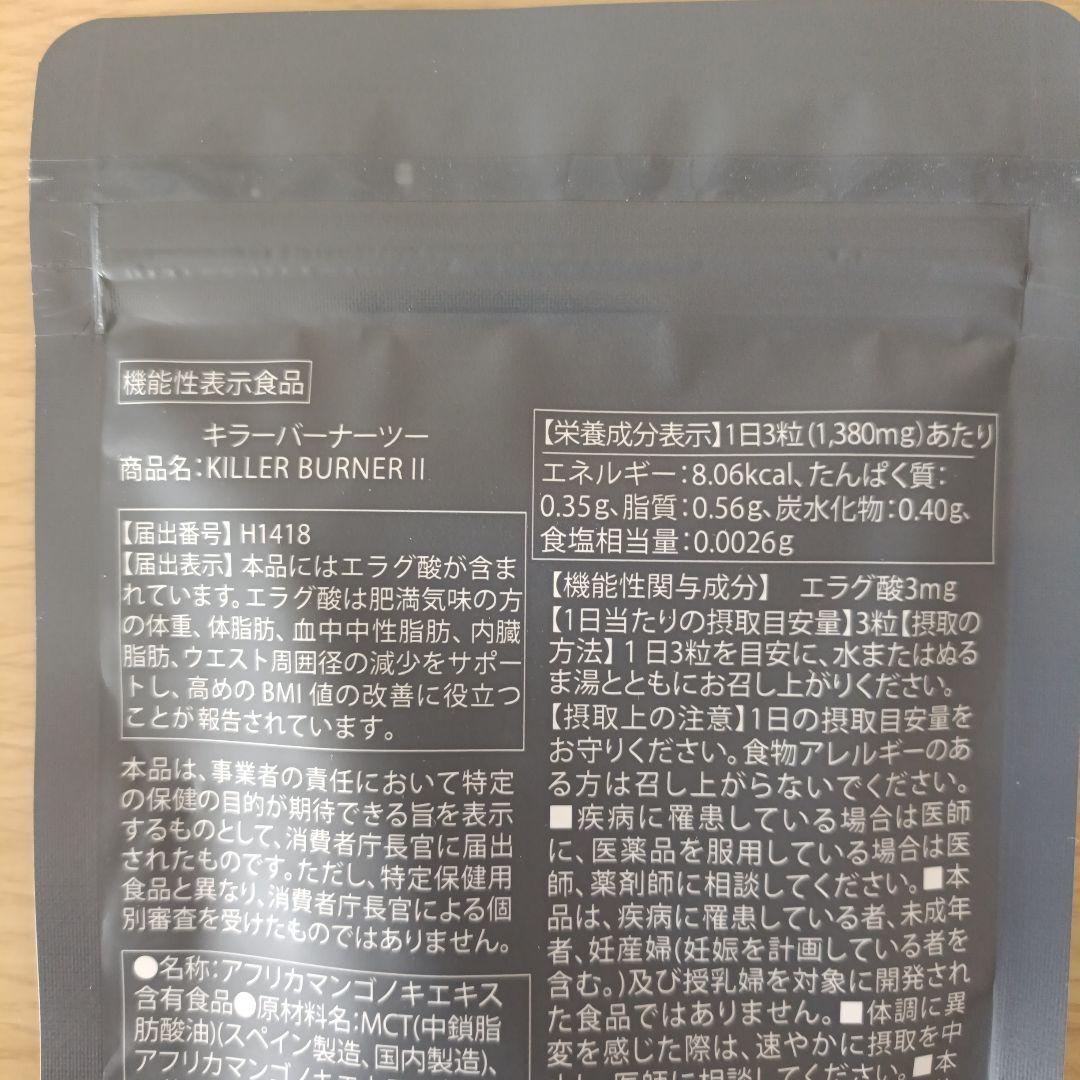 機能性表示食品
キラーバーナーツー
商品名:KILLER BURNER II
【届出番号】H1418
【届出表示】本品にはエラグ酸が含ま
れています。エラグ酸は肥満気味の方
の体重、体脂肪、血中中性脂肪、内臓
脂肪、ウエスト周囲径の減少をサポー
トし、高めのBMI値の改善に役立つ
ことが報告されています。
本品は、事業者の責任において特定
の保健の目的が期待できる旨を表示
するものとして、消費者庁長官に届出
されたものです。ただし、特定保健用
食品と異なり、消費者庁長官による個
別審査を受けたものではありません。
●名称:アフリカマンゴノキエキス
含有食品●原材料名:MCT(中鎖脂
肪酸油)(スペイン製造、国内製造)、
アフリカマンゴノキエキ
【栄養成分表示】1日3粒(1,380mg)あたり
エネルギー:8.06kcal、たんぱく質:
0.35g、脂質:0.56g、炭水化物:0.40g、
食塩相当量:0.0026g
【機能性関与成分】 エラグ酸3mg
【1日当たりの摂取目安量】3粒【摂取の
方法】1日3粒を目安に、水またはぬる
ま湯とともにお召し上がりください。
【摂取上の注意】1日の摂取目安量を
お守りください。食物アレルギーのあ
る方は召し上がらないでください。
■疾病に罹患している場合は医師
に、医薬品を服用している場合は医
師、薬剤師に相談してください。■本
品は、疾病に罹患している者、未成年
者、妊産婦(妊娠を計画している者を
含む。)及び授乳婦を対象に開発され
た食品ではありません。■体調に異
変を感じた際は、速やかに摂取を中
止し、医師に相談してください。■本